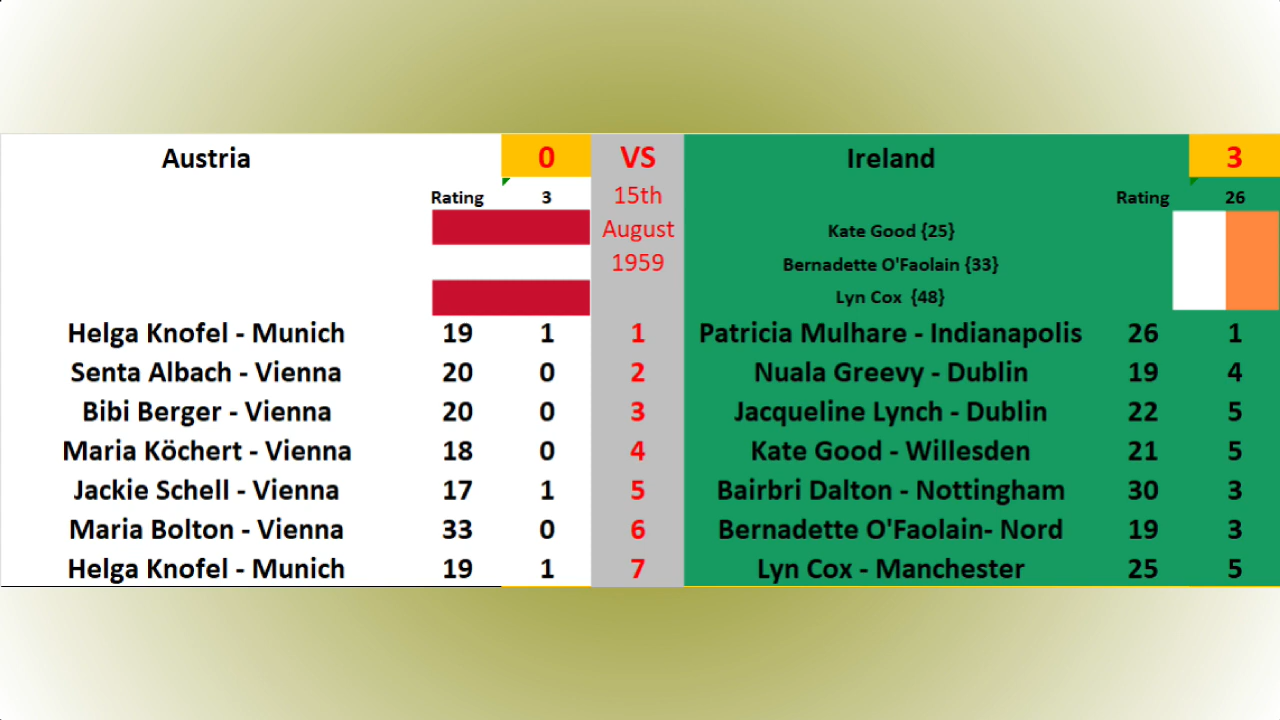 Austria 0 VS Ireland 3
Rating 3 15th Rating 26
August Kate Good {25}
1959 Bernadette O'Faolain {33}
Lyn Cox {48}
Helga Knofel - Munich 19 1 1 Patricia Mulhare - Indianapolis 26 1
Senta Albach - Vienna 20 0 2 Nuala Greevy - Dublin 19 4
Bibi Berger - Vienna 20 0 3 Jacqueline Lynch - Dublin 22 5
Maria Köchert - Vienna 18 0 4 Kate Good - Willesden 21 5
Jackie Schell - Vienna 17 1 5 Bairbri Dalton - Nottingham 30 3
Maria Bolton - Vienna 33 0 6 Bernadette O'Faolain- Nord 19 3
Helga Knofel - Munich 19 1 7 Lyn Cox - Manchester 25 5